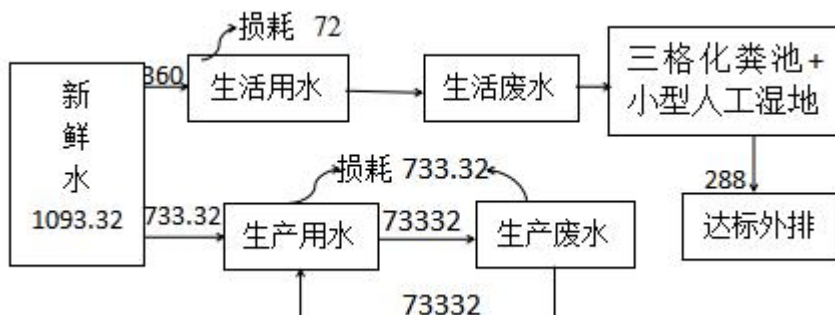 损耗 72
360
新鲜水
1093.32
生活用水
生活废水
三格化粪池+
小型人工湿地
288
达标外排
损耗 733.32
733.32
生产用水
73332
生产废水
73332